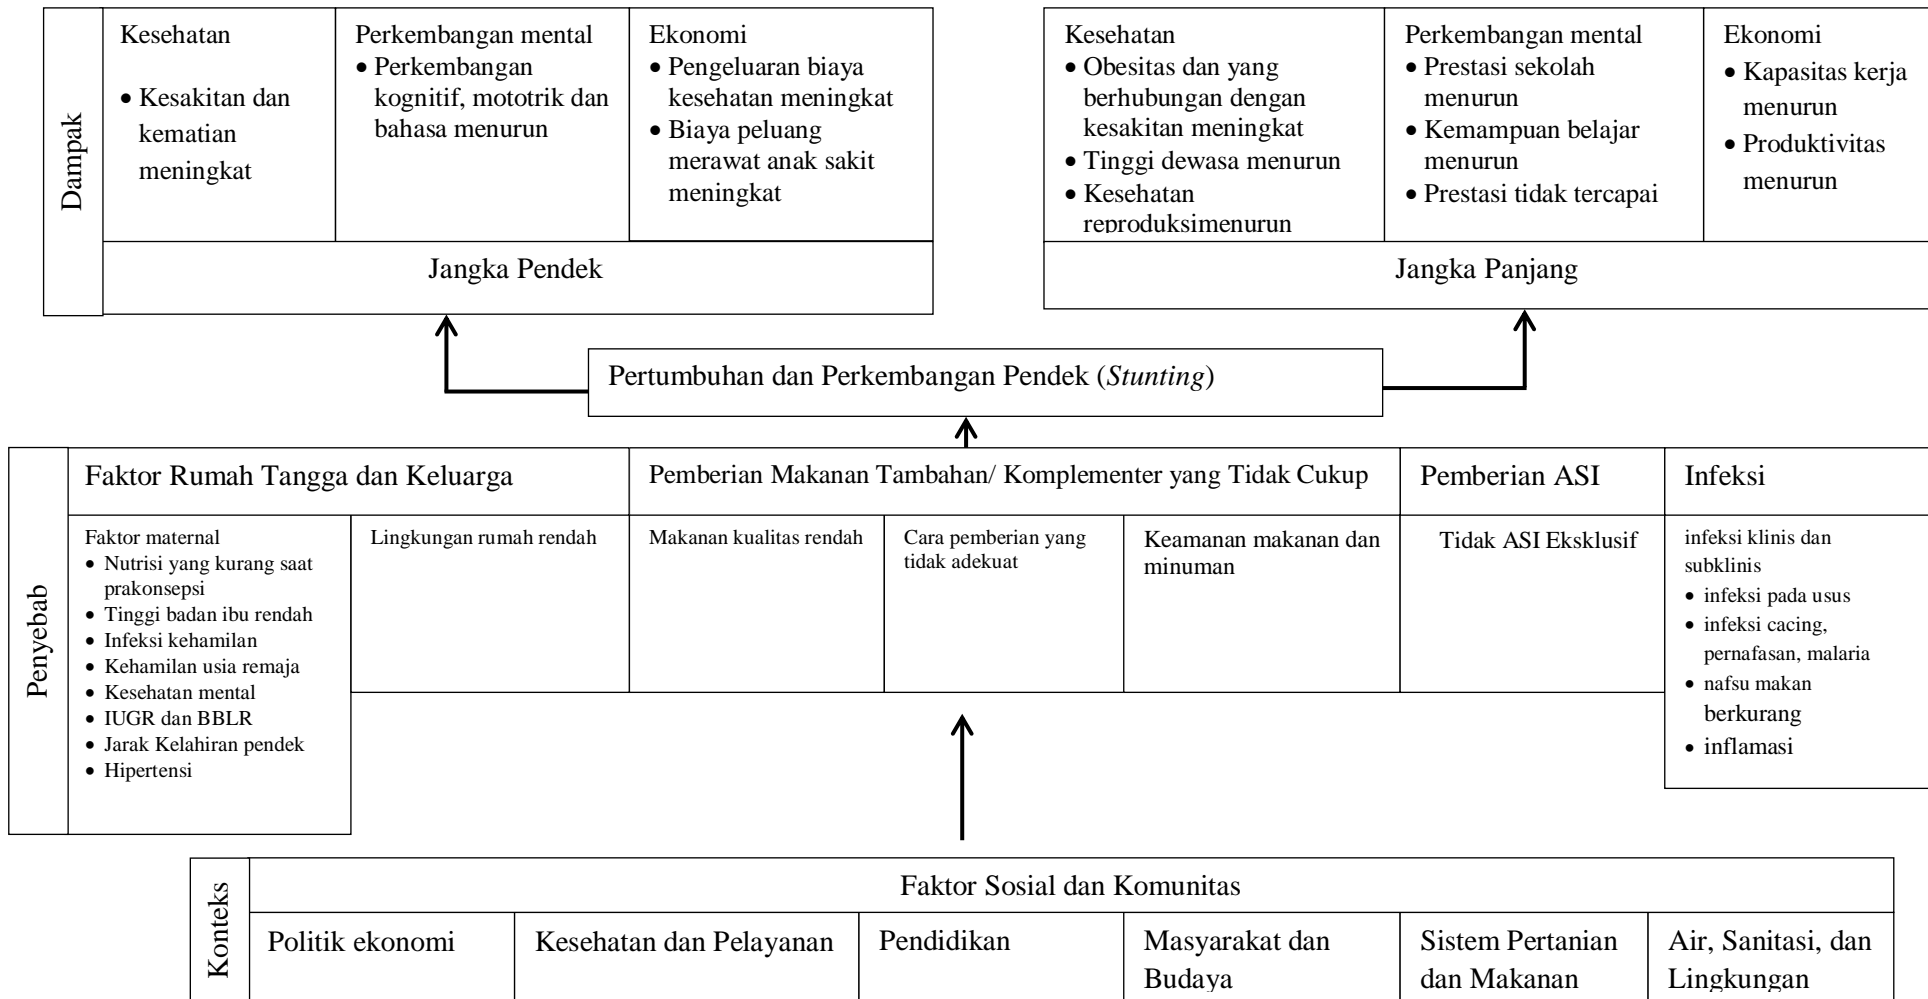 Dampak
Kesehatan
• Kesakitan dan
kematian
meningkat
Perkembangan mental
• Perkembangan
kognitif, mototrik dan
bahasa menurun
Ekonomi
• Pengeluaran biaya
kesehatan meningkat
• Biaya peluang
merawat anak sakit
meningkat
Jangka Pendek
Kesehatan
• Obesitas dan yang
berhubungan dengan
kesakitan meningkat
• Tinggi dewasa menurun
• Kesehatan
reproduksimenurun
Perkembangan mental
• Prestasi sekolah
menurun
• Kemampuan belajar
menurun
• Prestasi tidak tercapai
Ekonomi
• Kapasitas kerja
menurun
• Produktivitas
menurun
Jangka Panjang
Pertumbuhan dan Perkembangan Pendek (Stunting)
Penyebab
Faktor Rumah Tangga dan Keluarga
Faktor maternal
• Nutrisi yang kurang saat
prakonsepsi
• Tinggi badan ibu rendah
• Infeksi kehamilan
• Kehamilan usia remaja
• Kesehatan mental
• IUGR dan BBLR
• Jarak Kelahiran pendek
• Hipertensi
Lingkungan rumah rendah
Pemberian Makanan Tambahan/ Komplementer yang Tidak Cukup
Makanan kualitas rendah
Cara pemberian yang
tidak adekuat
Keamanan makanan dan
minuman
Pemberian ASI
Tidak ASI Eksklusif
Infeksi
infeksi klinis dan
subklinis
• infeksi pada usus
• infeksi cacing,
pernafasan, malaria
• nafsu makan
berkurang
• inflamasi
Konteks
Faktor Sosial dan Komunitas
Politik ekonomi
Kesehatan dan Pelayanan
Pendidikan
Masyarakat dan
Budaya
Sistem Pertanian
dan Makanan
Air, Sanitasi, dan
Lingkungan